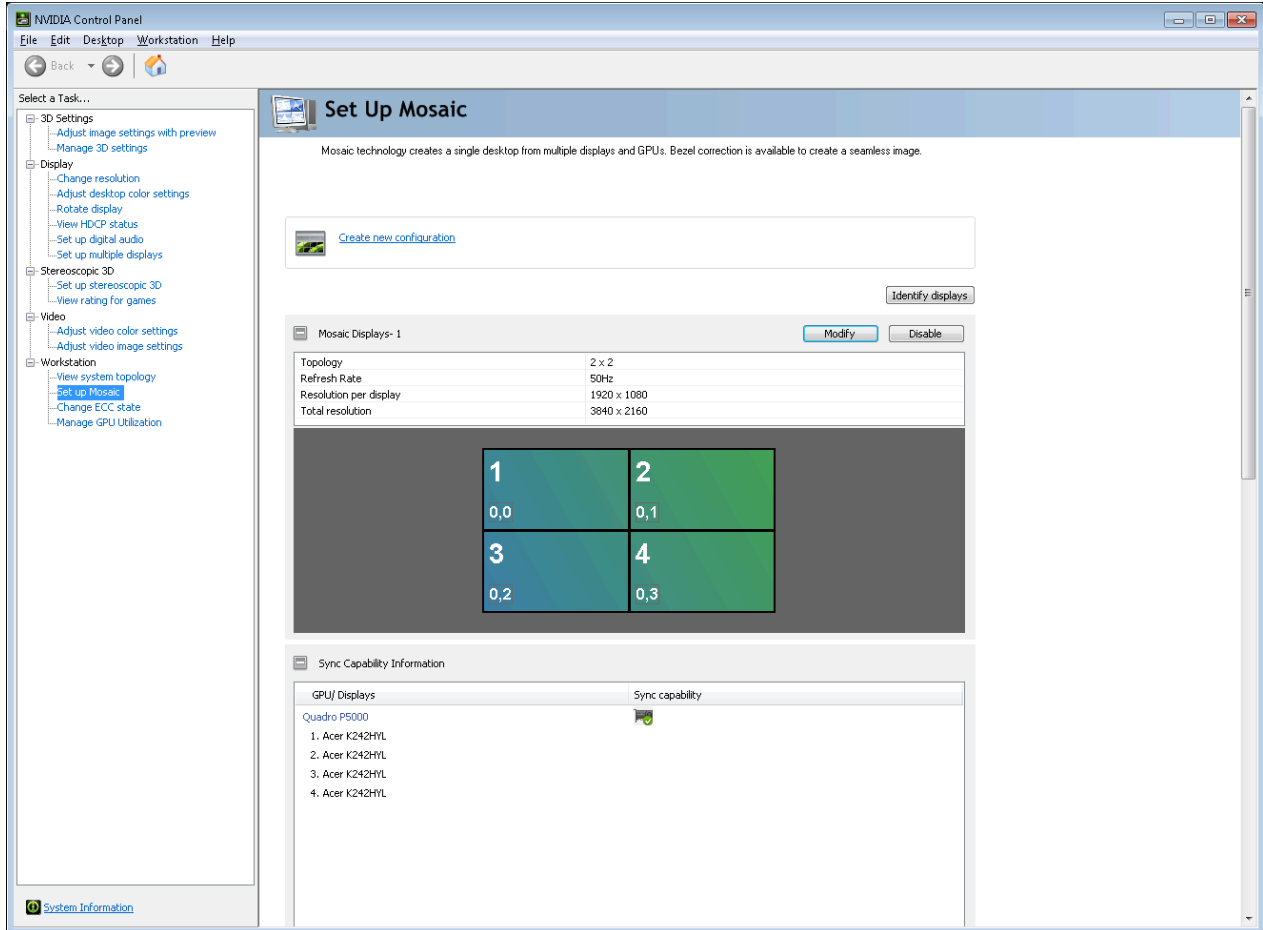 NVIDIA Control Panel
File Edit Desktop Workstation Help
Back
Select a Task...
3D Settings
Adjust image settings with preview
Manage 3D settings
Display
Change resolution
Adjust desktop color settings
Rotate display
View HDCP status
Set up digital audio
Set up multiple displays
Stereoscopic 3D
Set up stereoscopic 3D
View rating for games
Video
Adjust video color settings
Adjust video image settings
Workstation
View system topology
Set up Mosaic
Change ECC state
Manage GPU Utilization
System Information
Set Up Mosaic
Mosaic technology creates a single desktop from multiple displays and GPUs. Bezel correction is available to create a seamless image.
Create new configuration
Identify displays
Mosaic Displays- 1 Modify Disable
Topology 2 x 2
Refresh Rate 50Hz
Resolution per display 1920 x 1080
Total resolution 3840 x 2160
1 2
0,0 0,1
3 4
0,2 0,3
Sync Capability Information
GPU/ Displays Sync capability
Quadro P5000
1. Acer K242HYL
2. Acer K242HYL
3. Acer K242HYL
4. Acer K242HYL